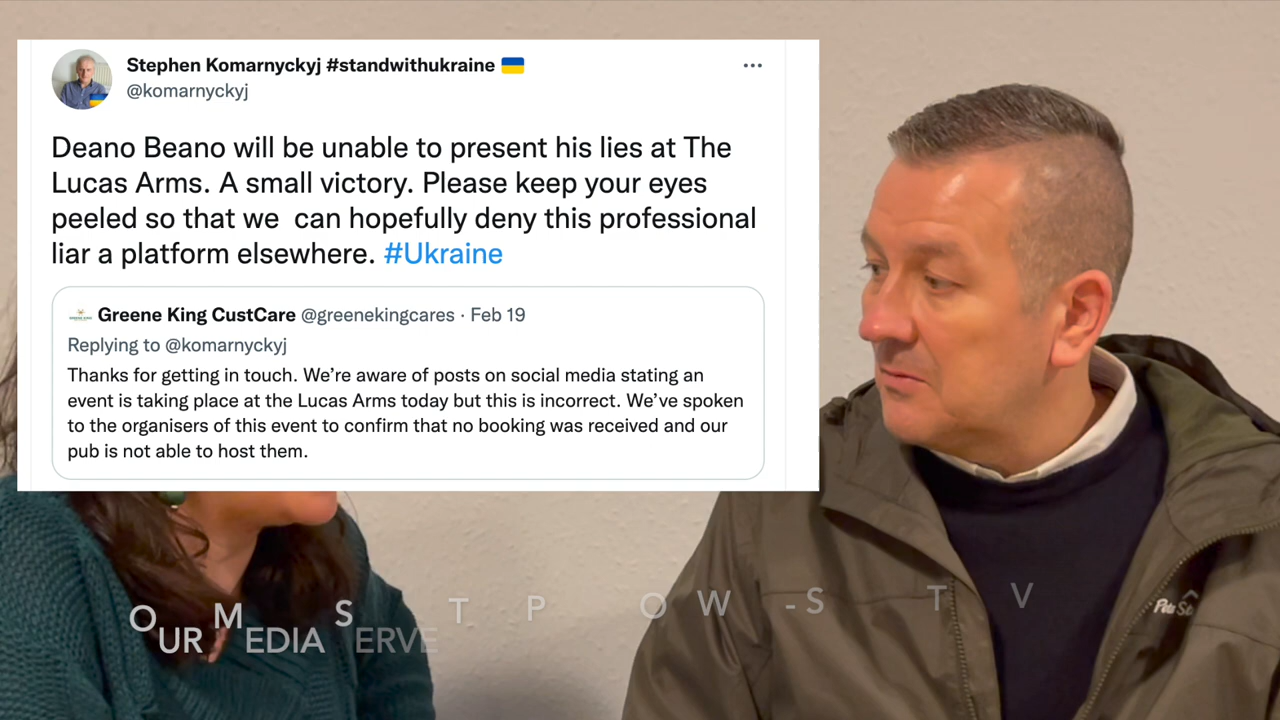 Stephen Komarnyckyj #standwithukraine 🇺🇦
@komarnyckyj
Deano Beano will be unable to present his lies at The
Lucas Arms. A small victory. Please keep your eyes
peeled so that we  can hopefully deny this professional
liar a platform elsewhere. #Ukraine
Greene King CustCare @greenekingcares · Feb 19
Replying to @komarnyckyj
Thanks for getting in touch. We’re aware of posts on social media stating an
event is taking place at the Lucas Arms today but this is incorrect. We’ve spoken
to the organisers of this event to confirm that no booking was received and our
pub is not able to host them.
O M S T P O W -S T V
UR EDIA ERVE